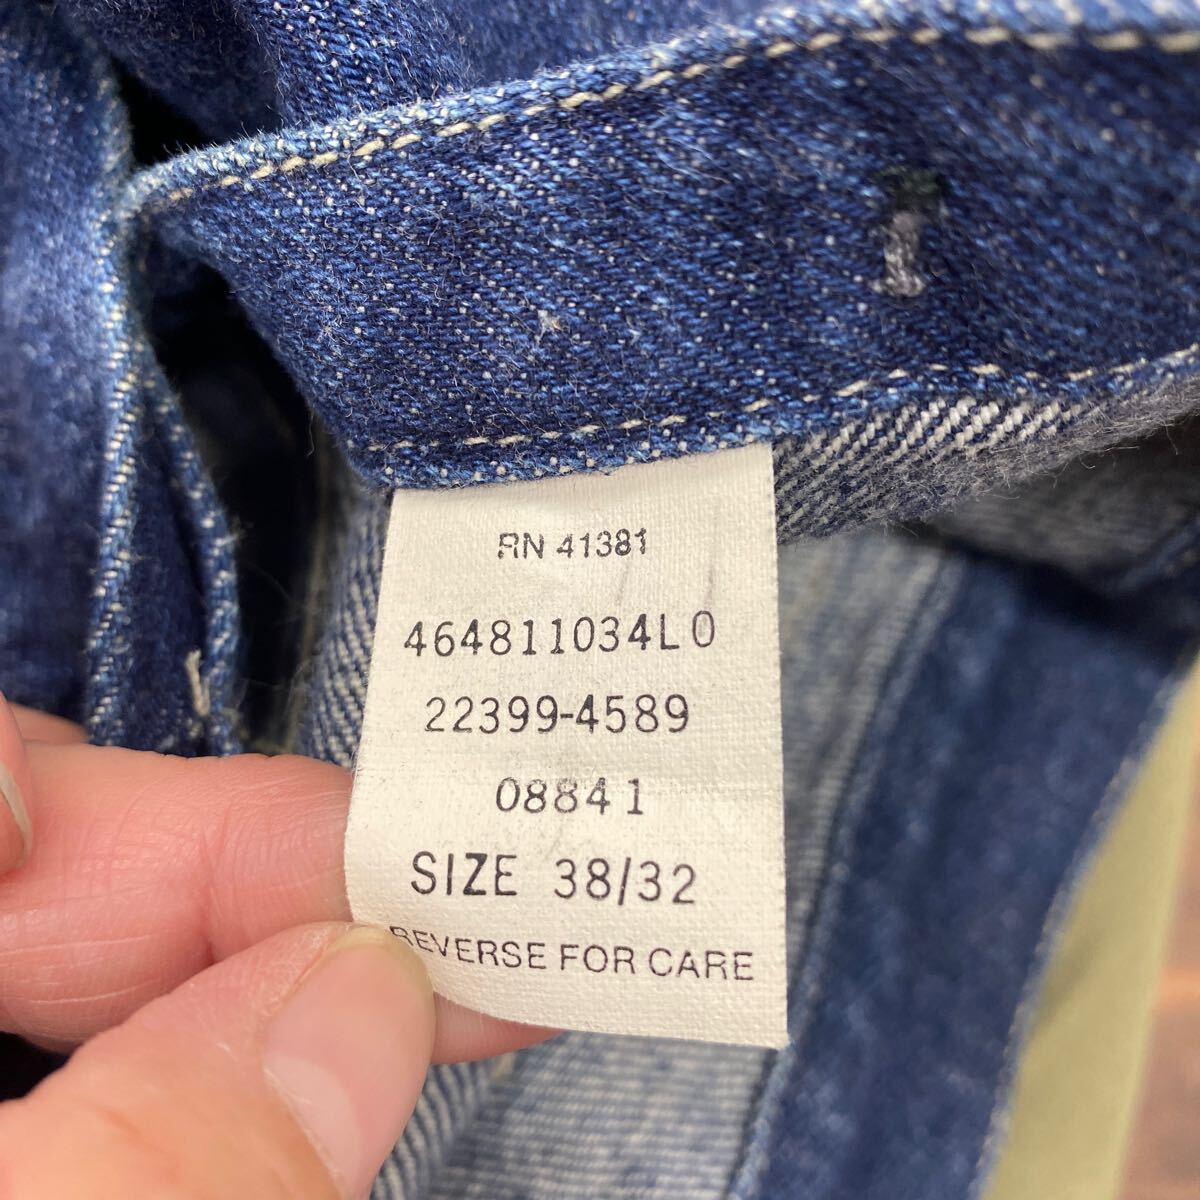 RN 41381
464811034L0
22399-4589
08841
SIZE 38/32
REVERSE FOR CARE